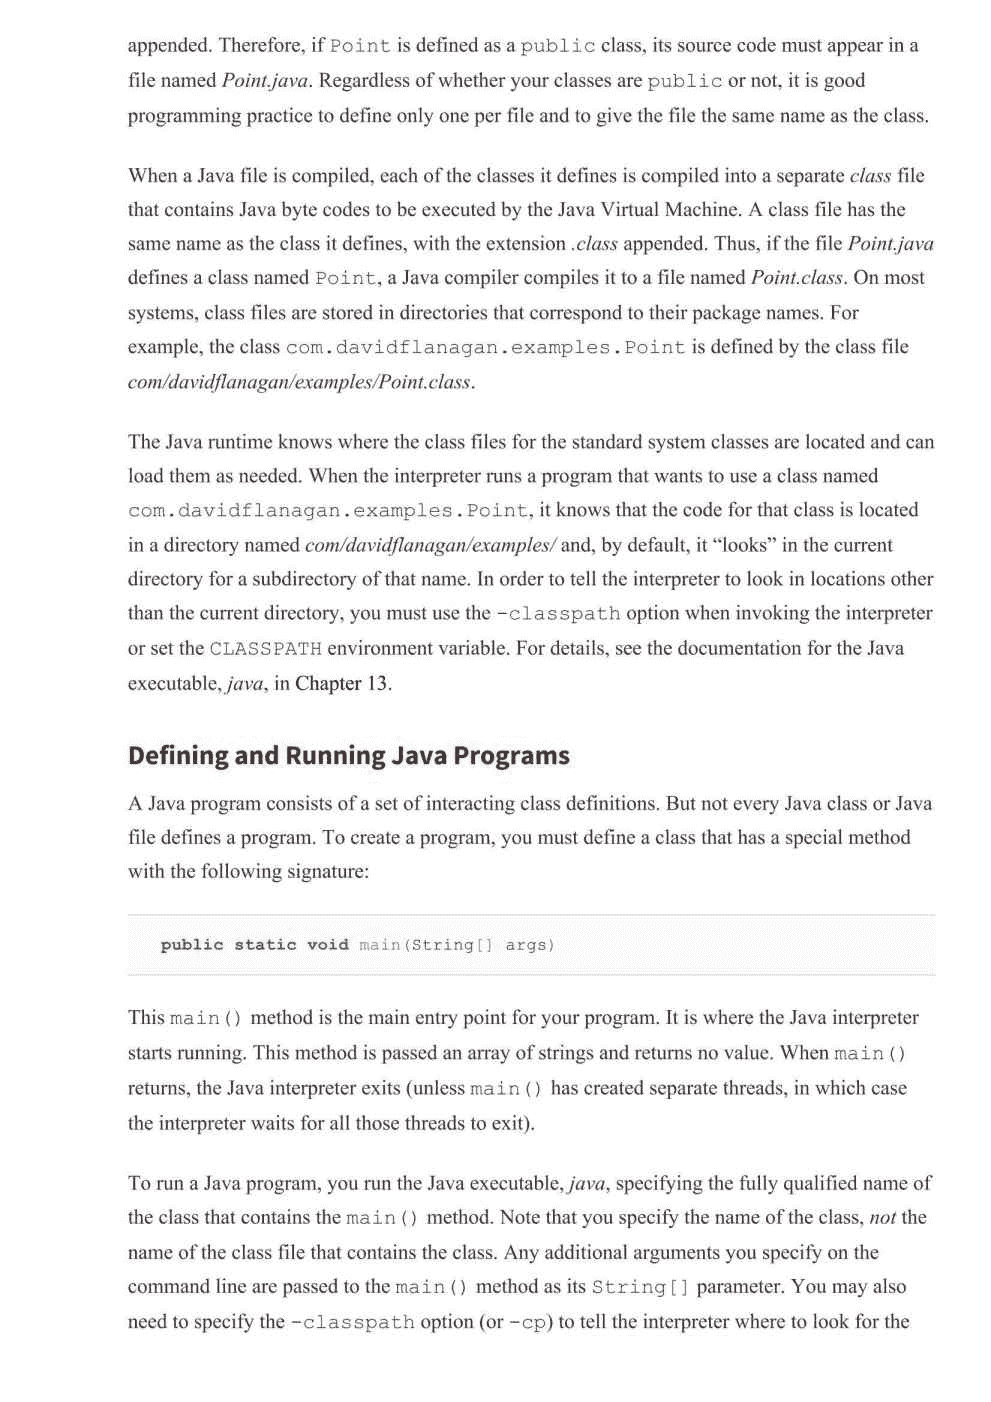 appended. Therefore, if Point is defined as a public class, its source code must appear in a
file named Point.java. Regardless of whether your classes are public or not, it is good
programming practice to define only one per file and to give the file the same name as the class.
When a Java file is compiled, each of the classes it defines is compiled into a separate class file
that contains Java byte codes to be executed by the Java Virtual Machine. A class file has the
same name as the class it defines, with the extension .class appended. Thus, if the file Point.java
defines a class named Point, a Java compiler compiles it to a file named Point.class. On most
systems, class files are stored in directories that correspond to their package names. For
example, the class com.davidflanagan.examples.Point is defined by the class file
com/davidflanagan/examples/Point.class.
The Java runtime knows where the class files for the standard system classes are located and can
load them as needed. When the interpreter runs a program that wants to use a class named
com.davidflanagan.examples.Point, it knows that the code for that class is located
in a directory named com/davidflanagan/examples/ and, by default, it “looks” in the current
directory for a subdirectory of that name. In order to tell the interpreter to look in locations other
than the current directory, you must use the -classpath option when invoking the interpreter
or set the CLASSPATH environment variable. For details, see the documentation for the Java
executable, java, in Chapter 13.
Defining and Running Java Programs
A Java program consists of a set of interacting class definitions. But not every Java class or Java
file defines a program. To create a program, you must define a class that has a special method
with the following signature:
public static void main(String[] args)
This main() method is the main entry point for your program. It is where the Java interpreter
starts running. This method is passed an array of strings and returns no value. When main()
returns, the Java interpreter exits (unless main() has created separate threads, in which case
the interpreter waits for all those threads to exit).
To run a Java program, you run the Java executable, java, specifying the fully qualified name of
the class that contains the main() method. Note that you specify the name of the class, not the
name of the class file that contains the class. Any additional arguments you specify on the
command line are passed to the main() method as its String[] parameter. You may also
need to specify the -classpath option (or -cp) to tell the interpreter where to look for the